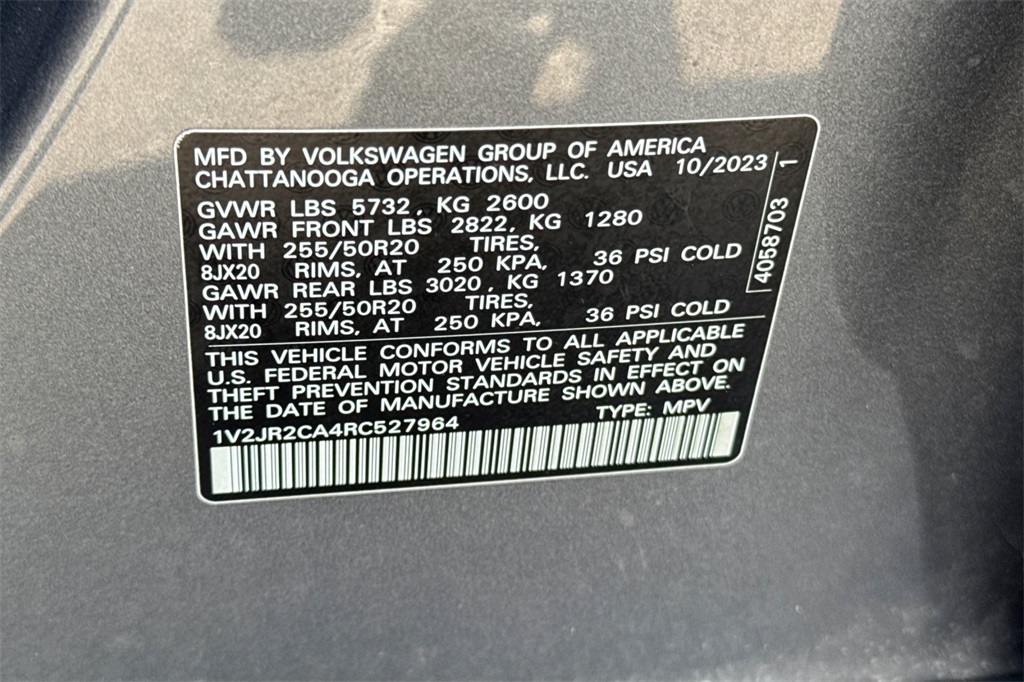 MFD BY VOLKSWAGEN GROUP OF AMERICA
CHATTANOOGA OPERATIONS, LLC. USA 10/2023
GVWR LBS 5732, KG 2600
GAWR FRONT LBS 2822, KG 1280
WITH 255/50R20 TIRES,
8JX20 RIMS, AT 250 KPA, 36 PSI COLD
GAWR REAR LBS 3020, KG 1370
WITH 255/50R20 TIRES,
8JX20 RIMS, AT 250 KPA, 36 PSI COLD
4058703 1
THIS VEHICLE CONFORMS TO ALL APPLICABLE
U.S. FEDERAL MOTOR VEHICLE SAFETY AND
THEFT PREVENTION STANDARDS IN EFFECT ON
THE DATE OF MANUFACTURE SHOWN ABOVE.
1V2JR2CA4RC527964 TYPE: MPV